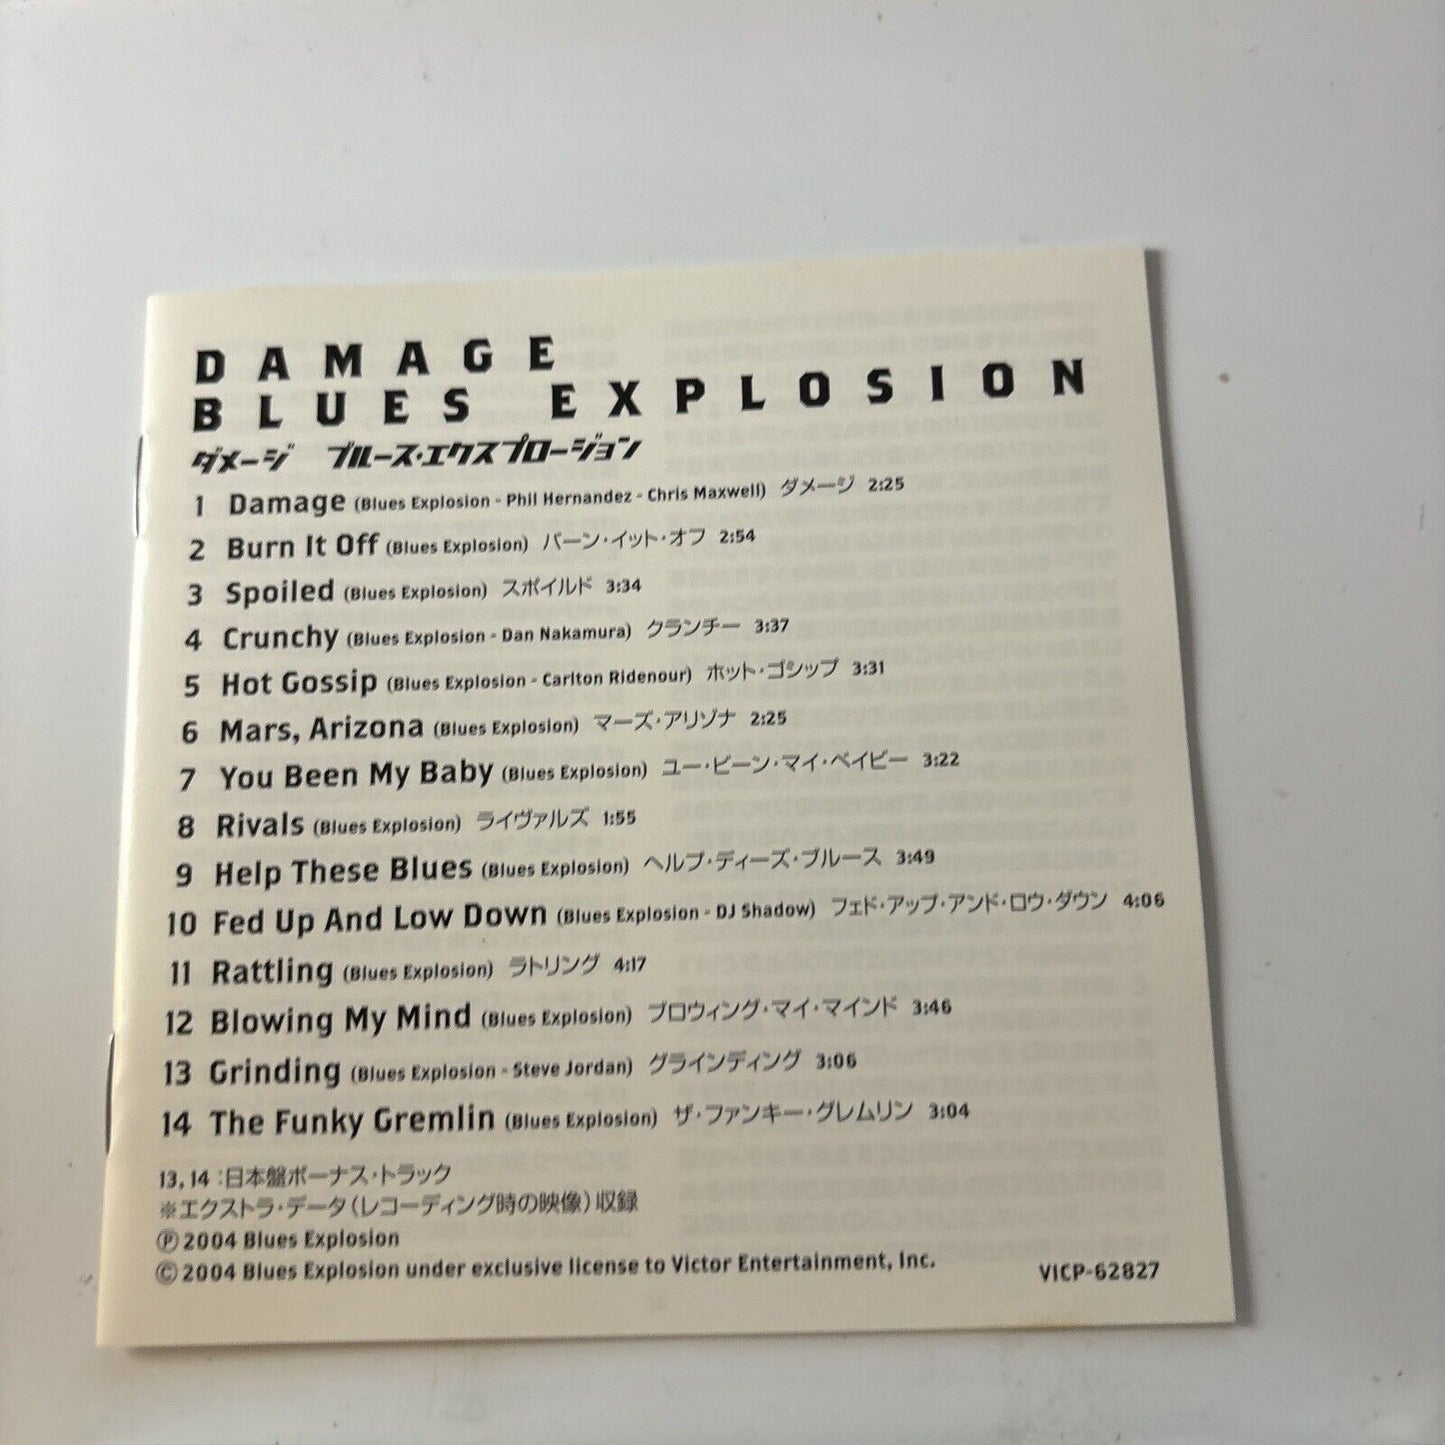 DAMAGE
BLUES EXPLOSION
ダメージ ブルース・エクスプロージョン
1 Damage (Blues Explosion - Phil Hernandez - Chris Maxwell) ダメージ 2:25
2 Burn It Off (Blues Explosion) バーン・イット・オフ 2:54
3 Spoiled (Blues Explosion) スポイルド 3:34
4 Crunchy (Blues Explosion - Dan Nakamura) クランチー 3:37
5 Hot Gossip (Blues Explosion - Carlton Ridenour) ホット・ゴシップ 3:31
6 Mars, Arizona (Blues Explosion) マーズ・アリゾナ 2:25
7 You Been My Baby (Blues Explosion) ユー・ビーン・マイ・ベイビー 3:22
8 Rivals (Blues Explosion) ライヴァルズ 1:55
9 Help These Blues (Blues Explosion) ヘルプ・ディーズ・ブルース 3:49
10 Fed Up And Low Down (Blues Explosion - DJ Shadow) フェド・アップ・アンド・ロウ・ダウン 4:06
11 Rattling (Blues Explosion) ラトリング 4:17
12 Blowing My Mind (Blues Explosion) ブロウィング・マイ・マインド 3:46
13 Grinding (Blues Explosion - Steve Jordan) グラインディング 3:06
14 The Funky Gremlin (Blues Explosion) ザ・ファンキー・グレムリン 3:04
13, 14 :日本盤ボーナス・トラック
※エクストラ・データ(レコーディング時の映像)収録
Ⓟ 2004 Blues Explosion
© 2004 Blues Explosion under exclusive license to Victor Entertainment, Inc.
VICP-62827